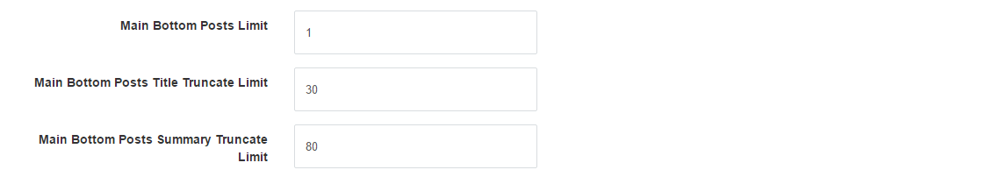 Main Bottom Posts Limit
1
Main Bottom Posts Title Truncate Limit
30
Main Bottom Posts Summary Truncate
Limit
80